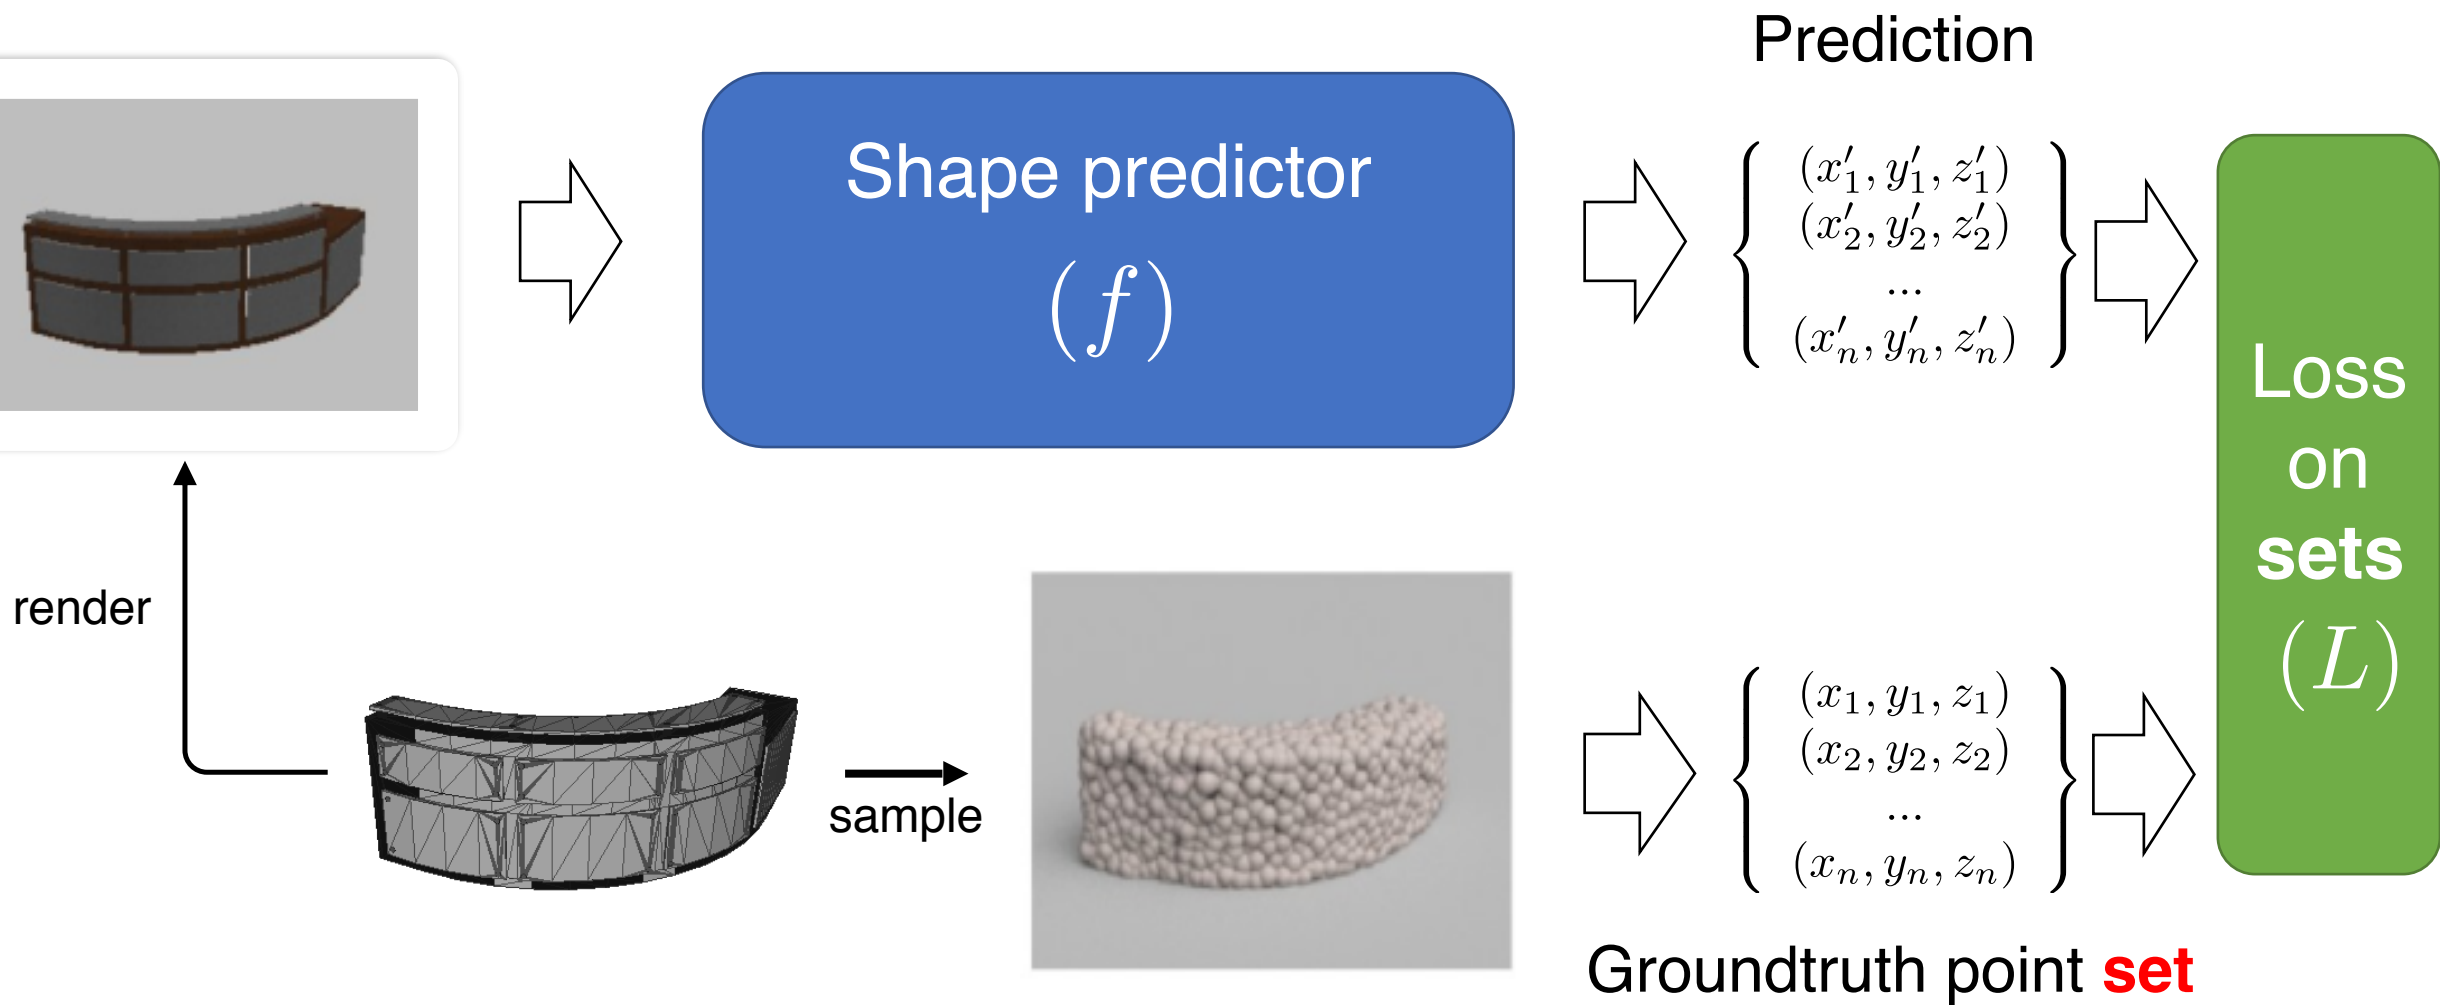 Prediction
Shape predictor
(f)
(x′₁, y′₁, z′₁)
(x′₂, y′₂, z′₂)
...
(x′ₙ, y′ₙ, z′ₙ)
Loss
on
sets
(L)
render
sample
(x₁, y₁, z₁)
(x₂, y₂, z₂)
...
(xₙ, yₙ, zₙ)
Groundtruth point set